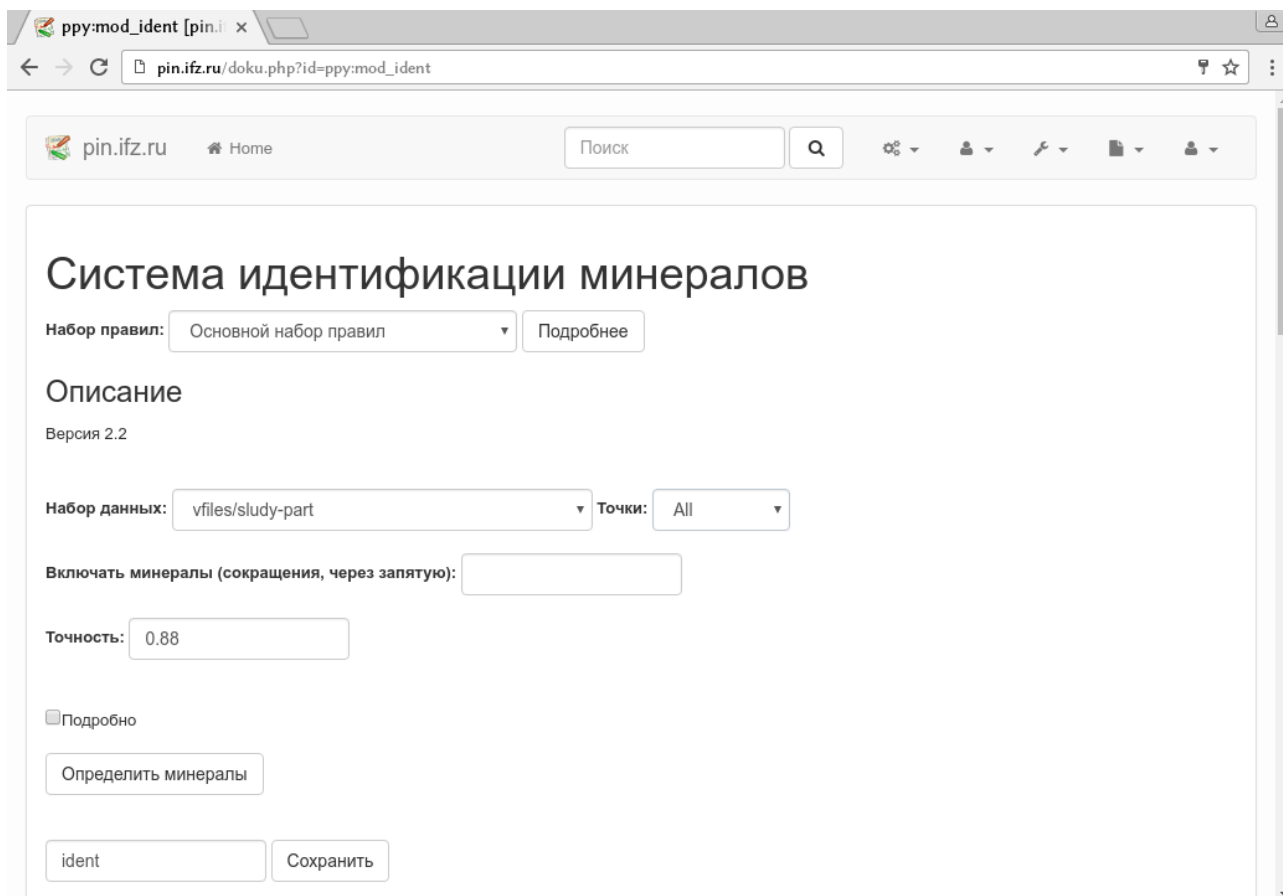 ppy:mod_ident [pin.i
pin.ifz.ru/doku.php?id=ppy:mod_ident
pin.ifz.ru Home Поиск
Система идентификации минералов
Набор правил: Основной набор правил Подробнее
Описание
Версия 2.2
Набор данных: vfiles/sludy-part Точки: All
Включать минералы (сокращения, через запятую):
Точность: 0.88
Подробно
Определить минералы
ident Сохранить